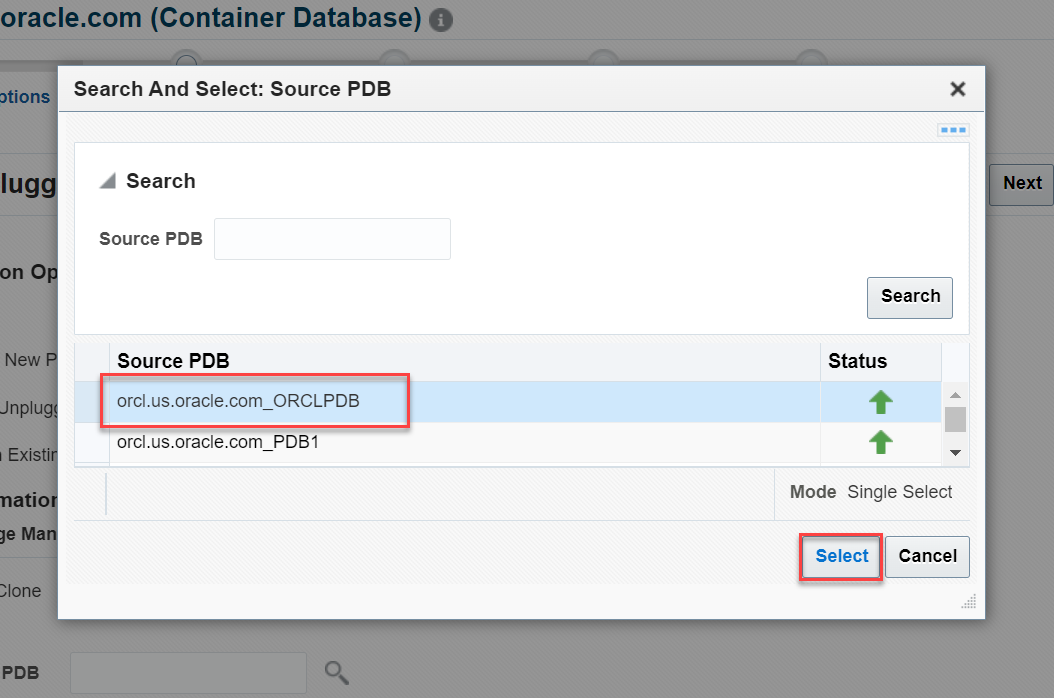 oracle.com (Container Database)
ptions
Search And Select: Source PDB
Search
Source PDB
Search
Source PDB Status
orcl.us.oracle.com_ORCLPDB
orcl.us.oracle.com_PDB1
Mode Single Select
Select Cancel
lugg
Next
on Op
New P
Unplugg
n Existin
mation
ge Man
Clone
PDB